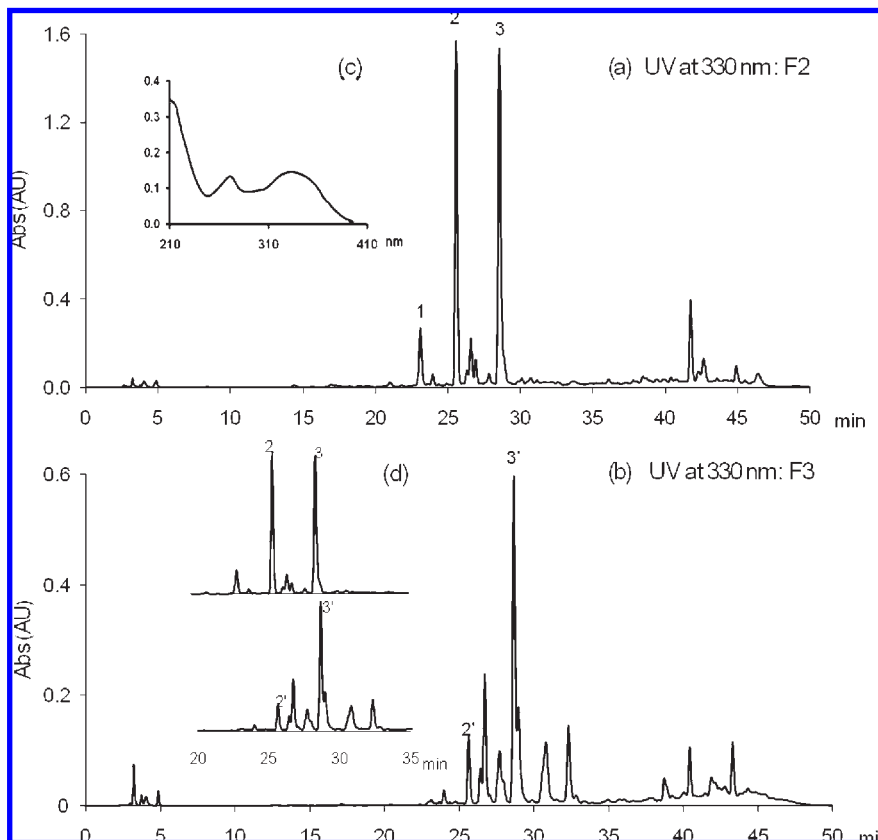 2
3
1.6
(c)
(a) UV at 330 nm: F2
0.4
0.3
0.2
0.1
0.0
210 310 410
nm
1.2
Abs (AU)
0.8
0.4
1
0.0
0 5 10 15 20 25 30 35 40 45 50 min
2 3
(d)
3'
(b) UV at 330 nm: F3
0.6
3'
0.4
Abs (AU)
2'
20 25 30 35
min
0.2
2'
0
0 5 10 15 20 25 30 35 40 45 50 min